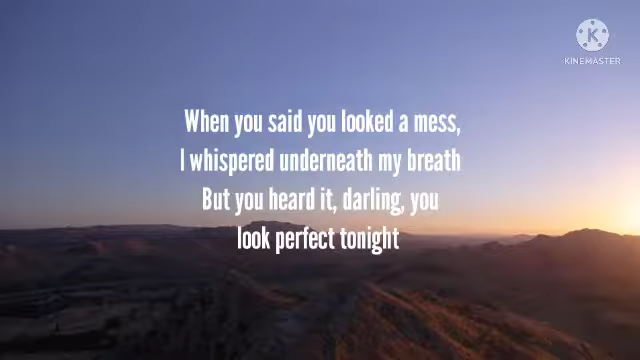 K
KINEMASTER
When you said you looked a mess,
I whispered underneath my breath
But you heard it, darling, you
look perfect tonight